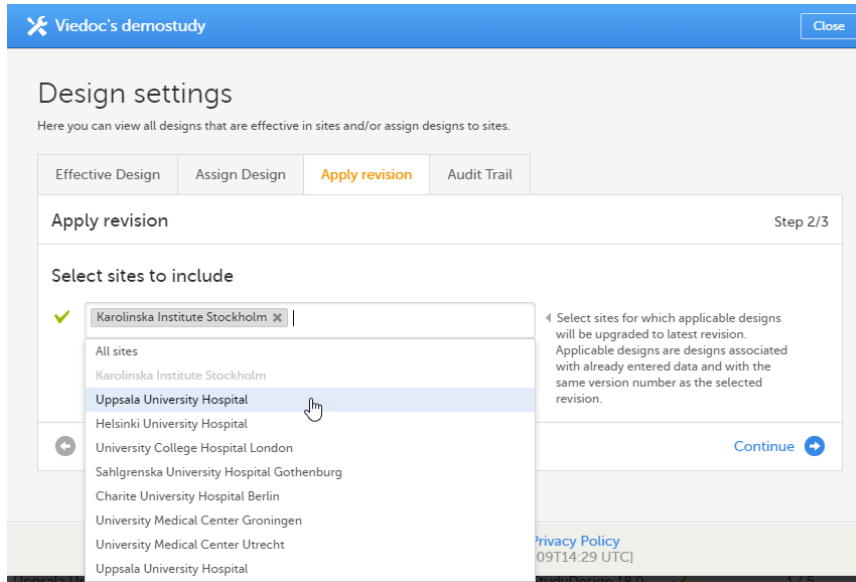 Viedoc's demostudy
Close
Design settings
Here you can view all designs that are effective in sites and/or assign designs to sites.
Effective Design
Assign Design
Apply revision
Audit Trail
Apply revision
Step 2/3
Select sites to include
Karolinska Institute Stockholm
Select sites for which applicable designs
will be upgraded to latest revision.
Applicable designs are designs associated
with already entered data and with the
same version number as the selected
revision.
All sites
Karolinska Institute Stockholm
Uppsala University Hospital
Helsinki University Hospital
University College Hospital London
Sahlgrenska University Hospital Gothenburg
Charite University Hospital Berlin
University Medical Center Groningen
University Medical Center Utrecht
Uppsala University Hospital
Continue
Privacy Policy
09T14:29 UTC]